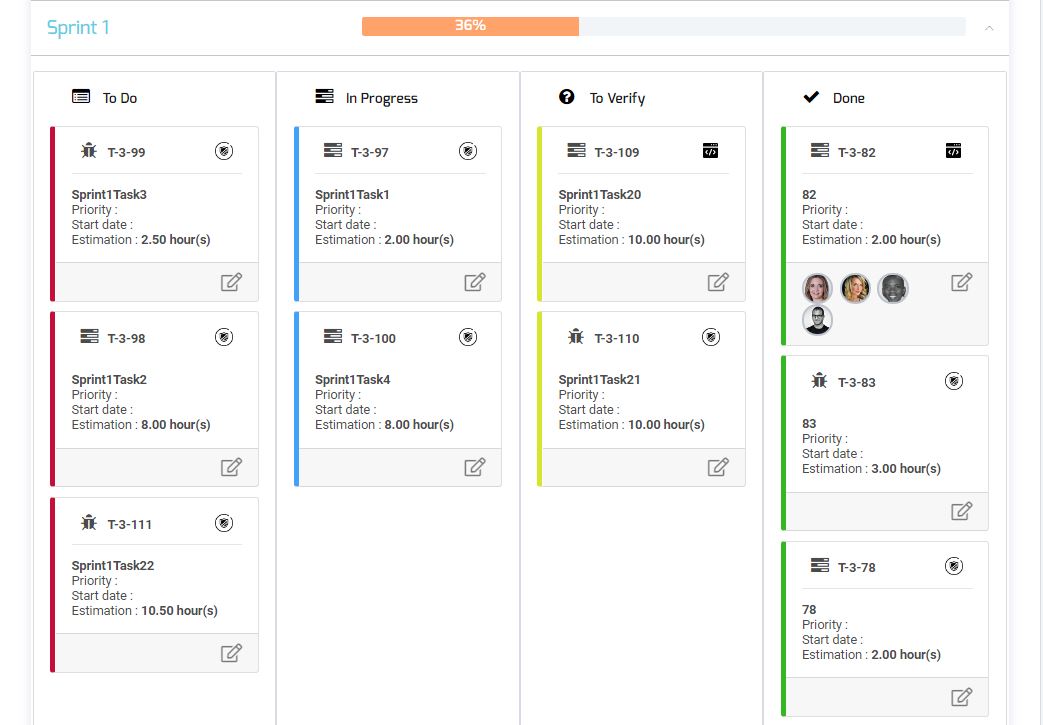 Sprint 1
36%
To Do
T-3-99
Sprint1Task3
Priority :
Start date :
Estimation : 2.50 hour(s)
T-3-98
Sprint1Task2
Priority :
Start date :
Estimation : 8.00 hour(s)
T-3-111
Sprint1Task22
Priority :
Start date :
Estimation : 10.50 hour(s)
In Progress
T-3-97
Sprint1Task1
Priority :
Start date :
Estimation : 2.00 hour(s)
T-3-100
Sprint1Task4
Priority :
Start date :
Estimation : 8.00 hour(s)
To Verify
T-3-109
Sprint1Task20
Priority :
Start date :
Estimation : 10.00 hour(s)
T-3-110
Sprint1Task21
Priority :
Start date :
Estimation : 10.00 hour(s)
Done
T-3-82
82
Priority :
Start date :
Estimation : 2.00 hour(s)
T-3-83
83
Priority :
Start date :
Estimation : 3.00 hour(s)
T-3-78
78
Priority :
Start date :
Estimation : 2.00 hour(s)